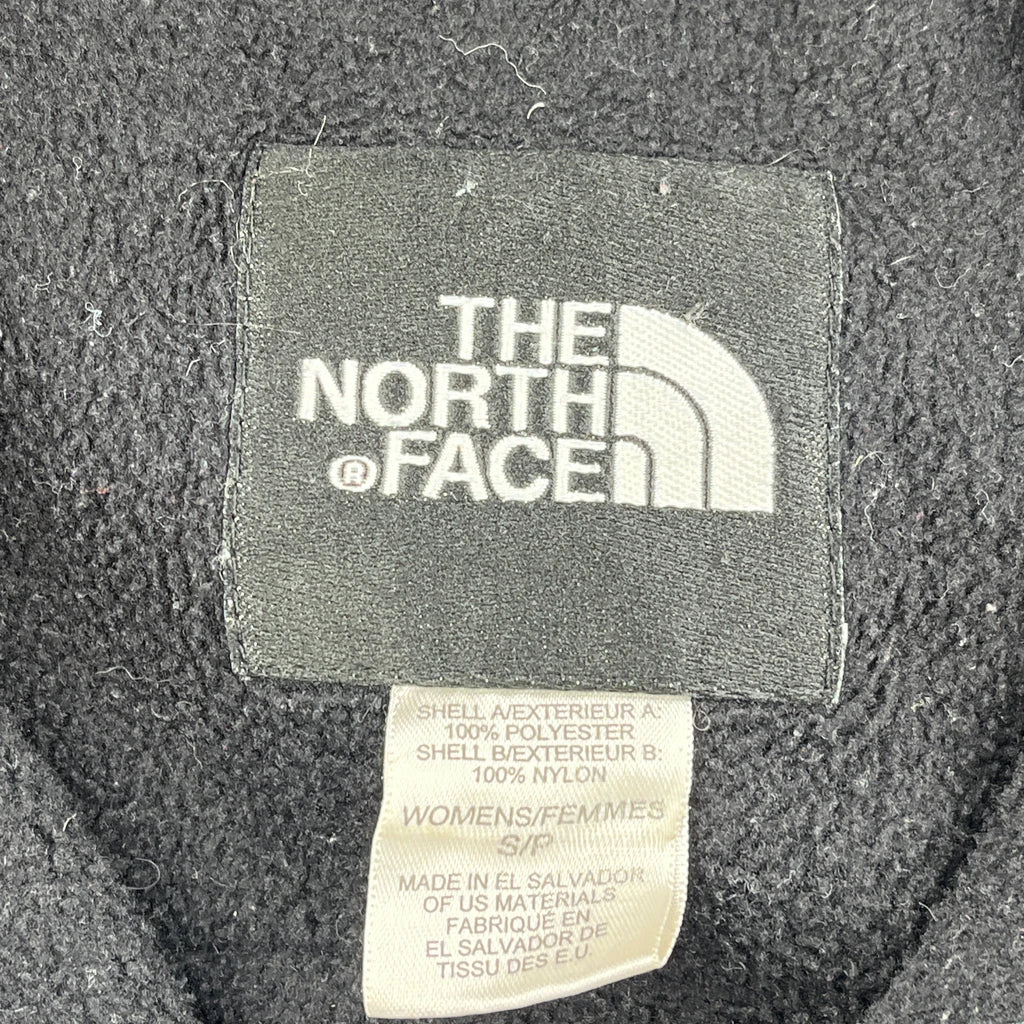 THE
NORTH
®FACE
SHELL A/EXTERIEUR A:
100% POLYESTER
SHELL B/EXTERIEUR B:
100% NYLON
WOMENS/FEMMES
S/P
MADE IN EL SALVADOR
OF US MATERIALS
FABRIQUÉ EN
EL SALVADOR DE
TISSU DES E.U.